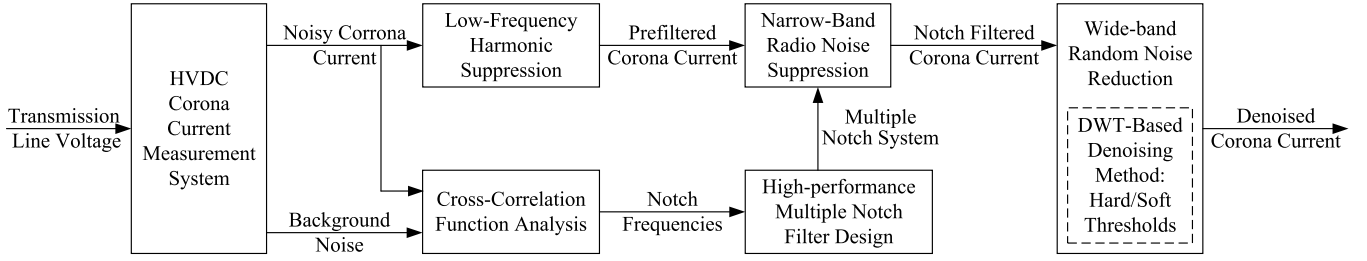 Transmission
Line Voltage
HVDC
Corona
Current
Measurement
System
Noisy Corrona
Current
Background
Noise
Low-Frequency
Harmonic
Suppression
Cross-Correlation
Function Analysis
Prefiltered
Corona Current
Notch
Frequencies
Narrow-Band
Radio Noise
Suppression
Multiple
Notch System
High-performance
Multiple Notch
Filter Design
Notch Filtered
Corona Current
Wide-band
Random Noise
Reduction
DWT-Based
Denoising
Method:
Hard/Soft
Thresholds
Denoised
Corona Current